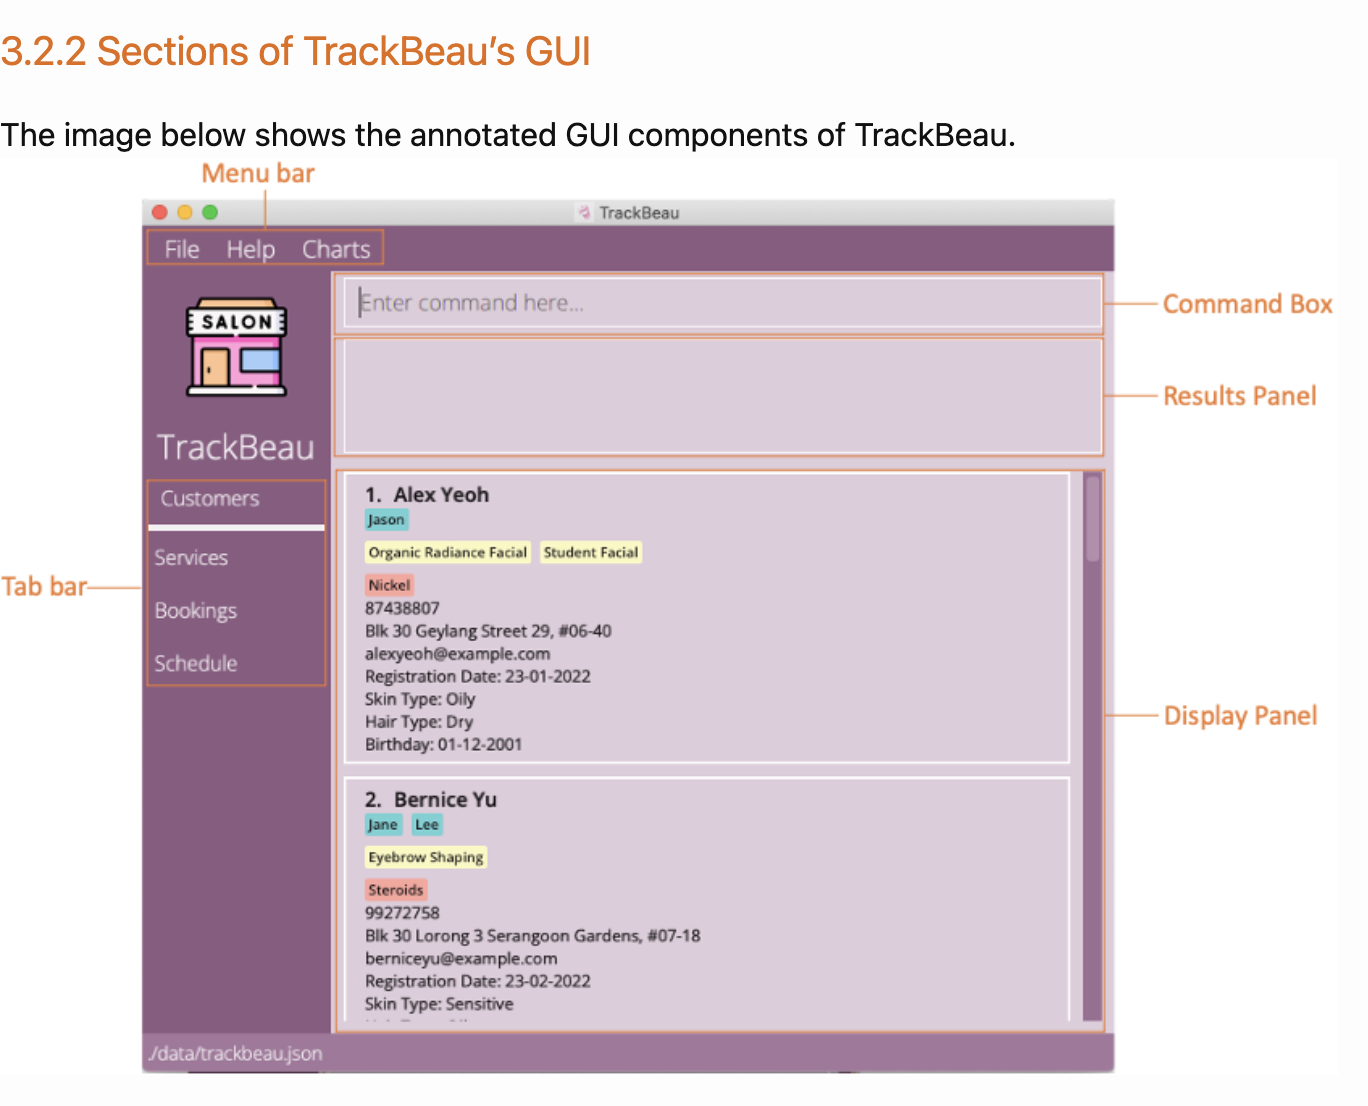 3.2.2 Sections of TrackBeau's GUI
The image below shows the annotated GUI components of TrackBeau.
Menu bar
TrackBeau
File Help Charts
Enter command here...
Command Box
SALON
Results Panel
TrackBeau
Customers
Services
Bookings
Schedule
Tab bar
1. Alex Yeoh
Jason
Organic Radiance Facial Student Facial
Nickel
87438807
Blk 30 Geylang Street 29, #06-40
alexyeoh@example.com
Registration Date: 23-01-2022
Skin Type: Oily
Hair Type: Dry
Birthday: 01-12-2001
Display Panel
2. Bernice Yu
Jane Lee
Eyebrow Shaping
Steroids
99272758
Blk 30 Lorong 3 Serangoon Gardens, #07-18
berniceyu@example.com
Registration Date: 23-02-2022
Skin Type: Sensitive
./data/trackbeau.json